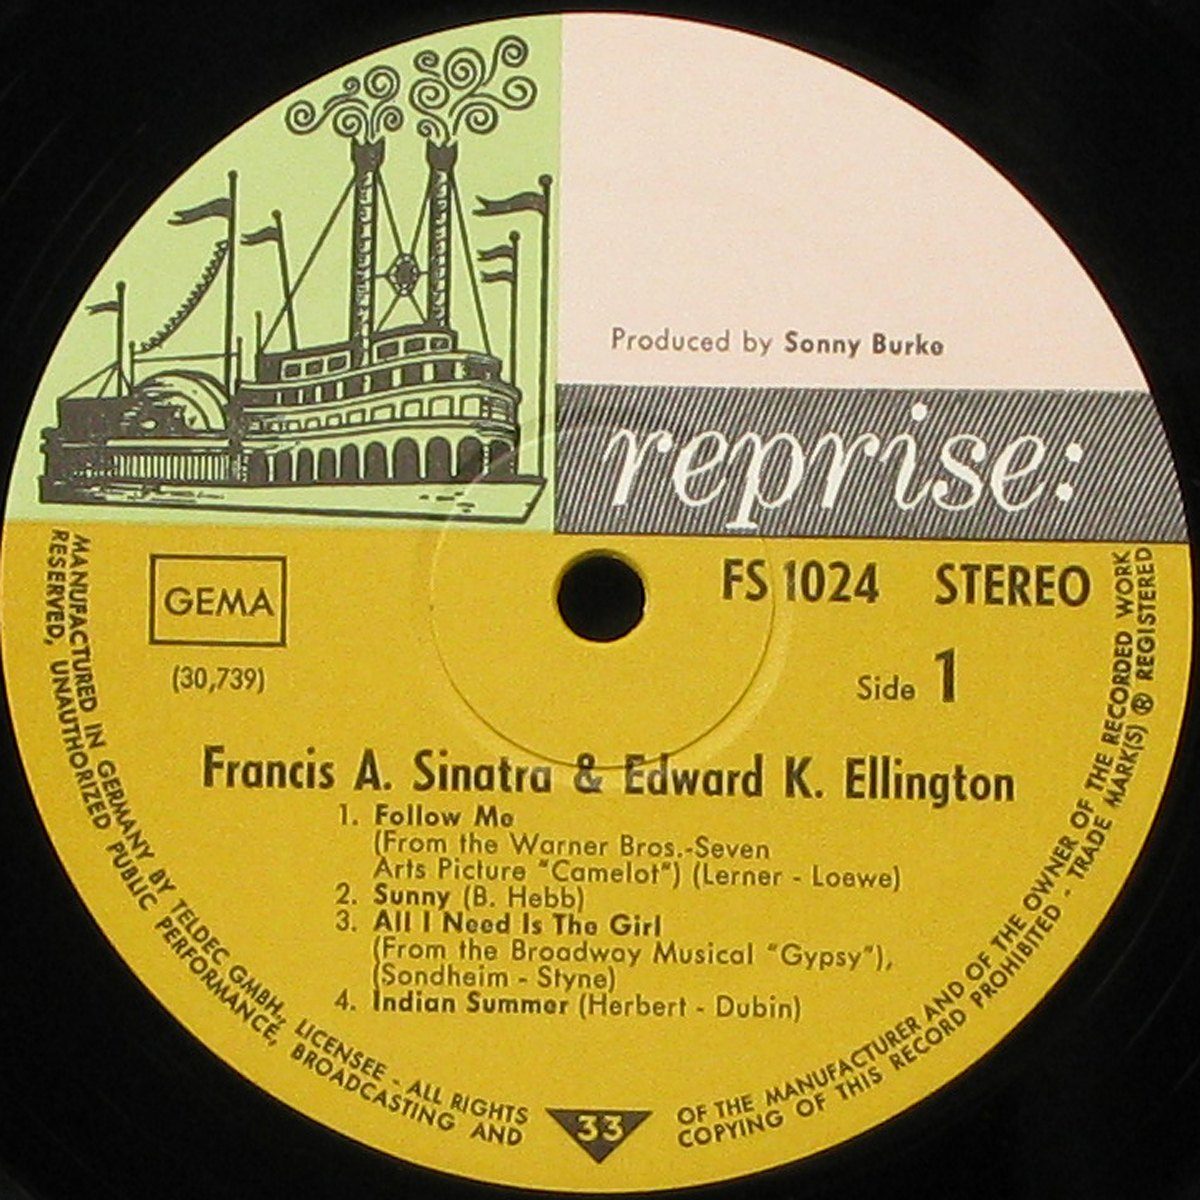 Produced by Sonny Burke
reprise:
GEMA
(30,739)
FS 1024 STEREO
Side 1
Francis A. Sinatra & Edward K. Ellington
1. Follow Me
(From the Warner Bros.-Seven
Arts Picture "Camelot") (Lerner - Loewe)
2. Sunny (B. Hebb)
3. All I Need Is The Girl
(From the Broadway Musical "Gypsy"),
(Sondheim - Styne)
4. Indian Summer (Herbert - Dubin)
MANUFACTURED IN GERMANY BY TELDEC GMBH., LICENSEE - ALL RIGHTS
OF THE MANUFACTURER AND OF THE OWNER OF THE RECORDED WORK
RESERVED, UNAUTHORIZED PUBLIC PERFORMANCE, BROADCASTING AND
COPYING OF THIS RECORD PROHIBITED - TRADE MARK(S) ® REGISTERED
33